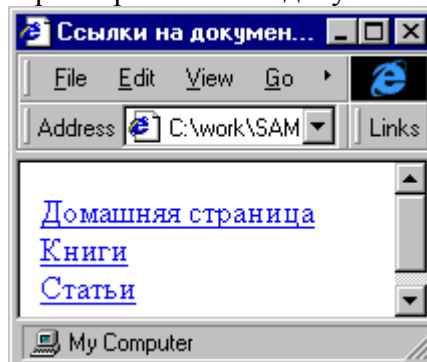 Ссылки на докумен...
File Edit View Go
Address C:\work\SAM Links
Домашняя страница
Книги
Статьи
My Computer